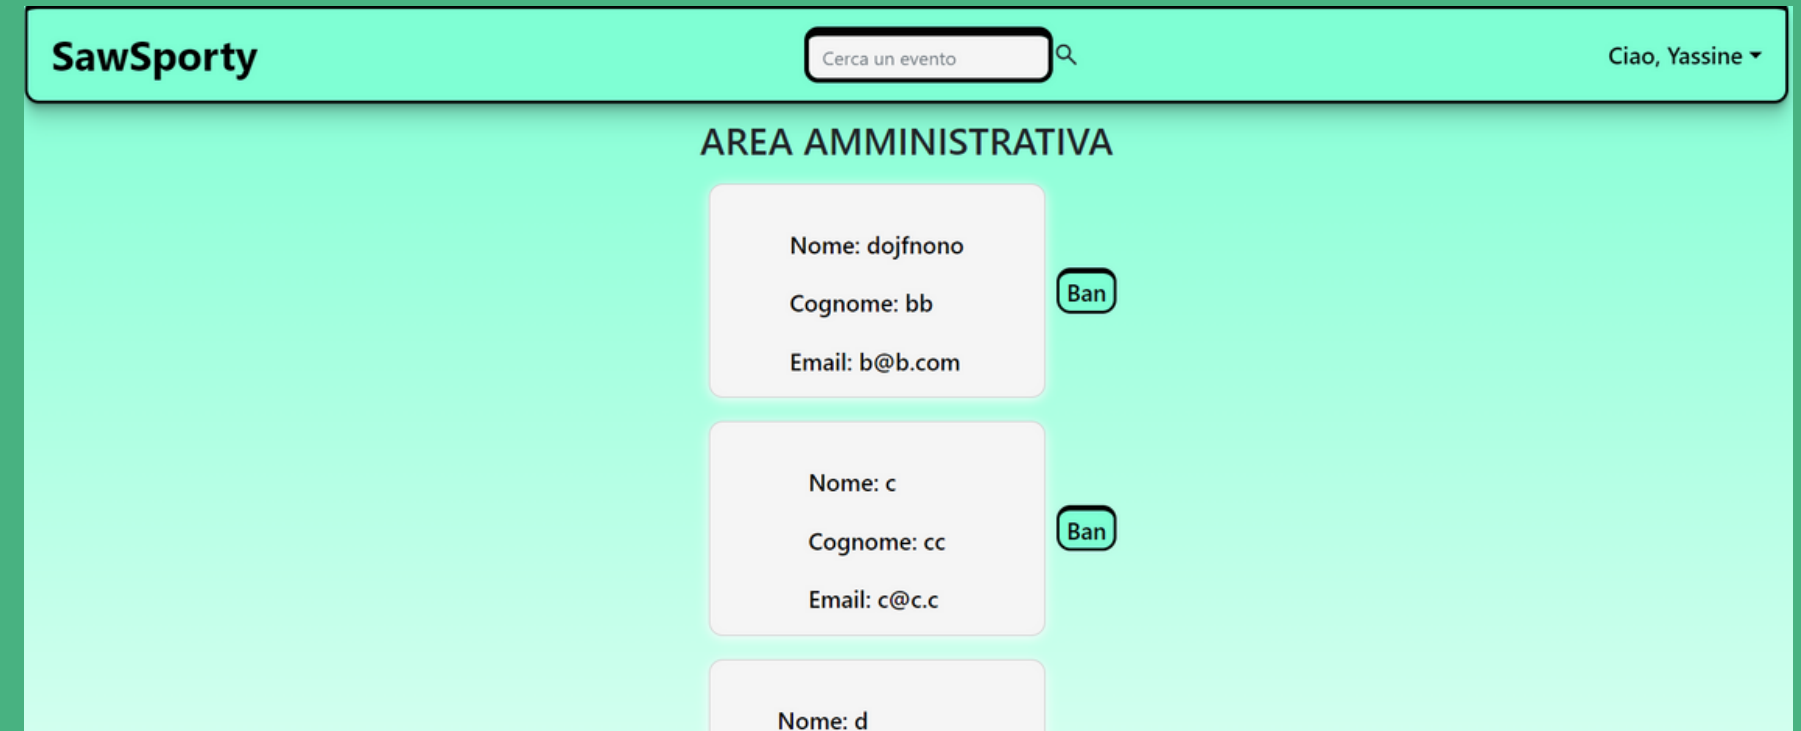 SawSporty
Cerca un evento
Ciao, Yassine
AREA AMMINISTRATIVA
Nome: dojfnono
Cognome: bb
Email: b@b.com
Ban
Nome: c
Cognome: cc
Email: c@c.c
Ban
Nome: d